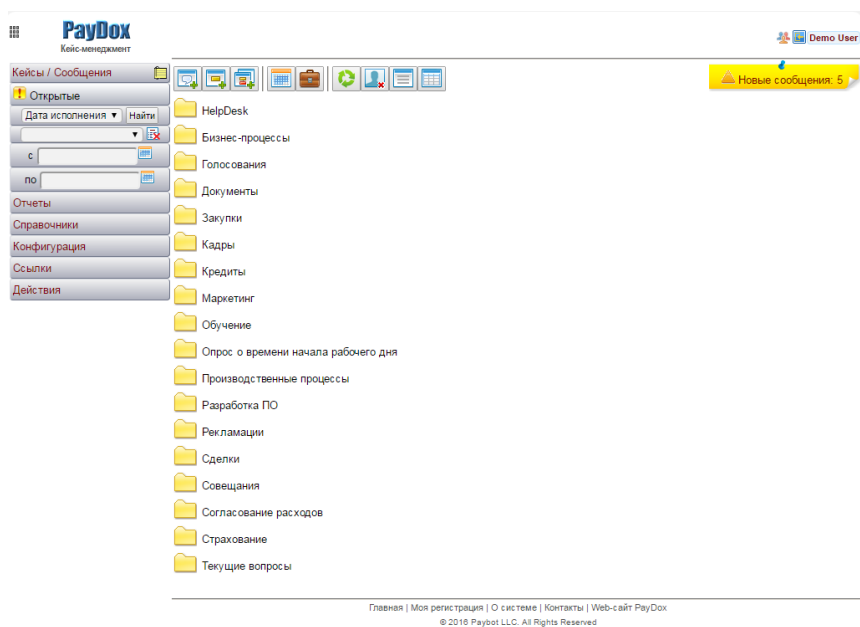 PayDox
Кейс-менеджмент
Demo User
Кейсы / Сообщения
Новые сообщения: 5
Открытые
Дата исполнения
Найти
с
по
Отчеты
Справочники
Конфигурация
Ссылки
Действия
HelpDesk
Бизнес-процессы
Голосования
Документы
Закупки
Кадры
Кредиты
Маркетинг
Обучение
Опрос о времени начала рабочего дня
Производственные процессы
Разработка ПО
Рекламации
Сделки
Совещания
Согласование расходов
Страхование
Текущие вопросы
Главная | Моя регистрация | О системе | Контакты | Web-сайт PayDox
© 2016 Paybot LLC. All Rights Reserved